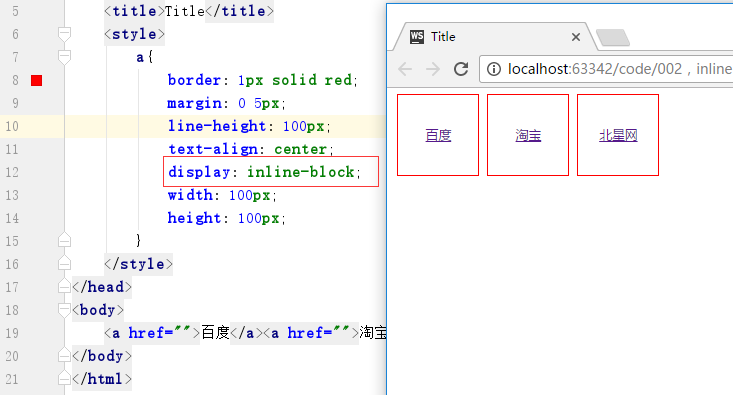 5 <title>Title</title>
6 <style>
7 a{
8 border: 1px solid red;
9 margin: 0 5px;
10 line-height: 100px;
11 text-align: center;
12 display: inline-block;
13 width: 100px;
14 height: 100px;
15 }
16 </style>
17 </head>
18 <body>
19 <a href="">百度</a><a href="">淘宝
20 </body>
21 </html>
WS Title
localhost:63342/code/002，inline
百度 淘宝 北星网